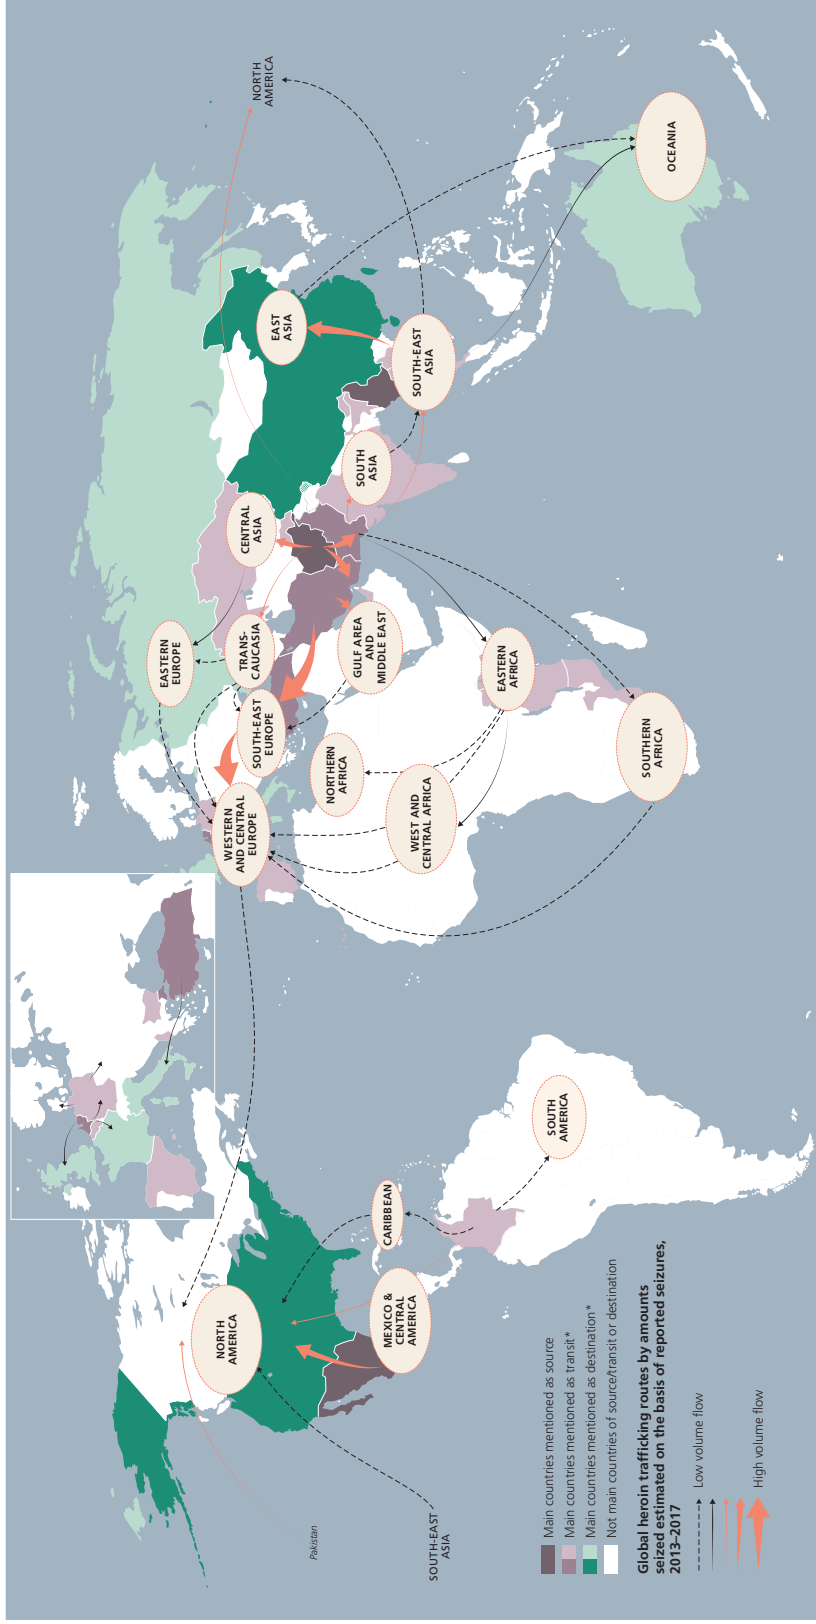 NORTH
AMERICA
SOUTH-EAST
ASIA
Pakistan
MEXICO &
CENTRAL
AMERICA
CARIBBEAN
SOUTH
AMERICA
WESTERN
AND CENTRAL
EUROPE
SOUTH-EAST
EUROPE
EASTERN
EUROPE
TRANS-
CAUCASIA
CENTRAL
ASIA
GULF AREA
AND
MIDDLE EAST
NORTHERN
AFRICA
WEST AND
CENTRAL AFRICA
EASTERN
AFRICA
SOUTHERN
AFRICA
SOUTH
ASIA
EAST
ASIA
SOUTH-EAST
ASIA
OCEANIA
NORTH
AMERICA
Main countries mentioned as source
Main countries mentioned as transit*
Main countries mentioned as destination*
Not main countries of source/transit or destination
Global heroin trafficking routes by amounts
seized estimated on the basis of reported seizures,
2013–2017
Low volume flow
High volume flow